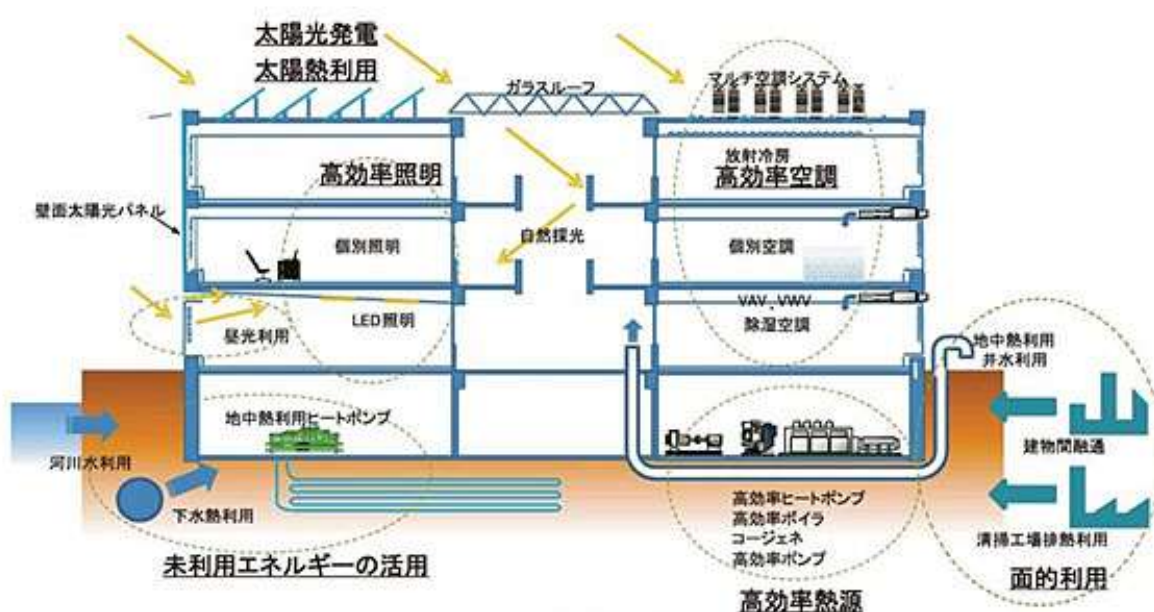 太陽光発電
太陽熱利用
ガラスルーフ
マルチ空調システム
高効率照明
放射冷房
高効率空調
壁面太陽光パネル
個別照明
自然採光
個別空調
LED照明
VAV、VWV
除湿空調
昼光利用
地中熱利用
井水利用
地中熱利用ヒートポンプ
河川水利用
下水熱利用
建物間融通
高効率ヒートポンプ
高効率ボイラ
コージェネ
高効率ポンプ
清掃工場排熱利用
未利用エネルギーの活用
高効率熱源
面的利用